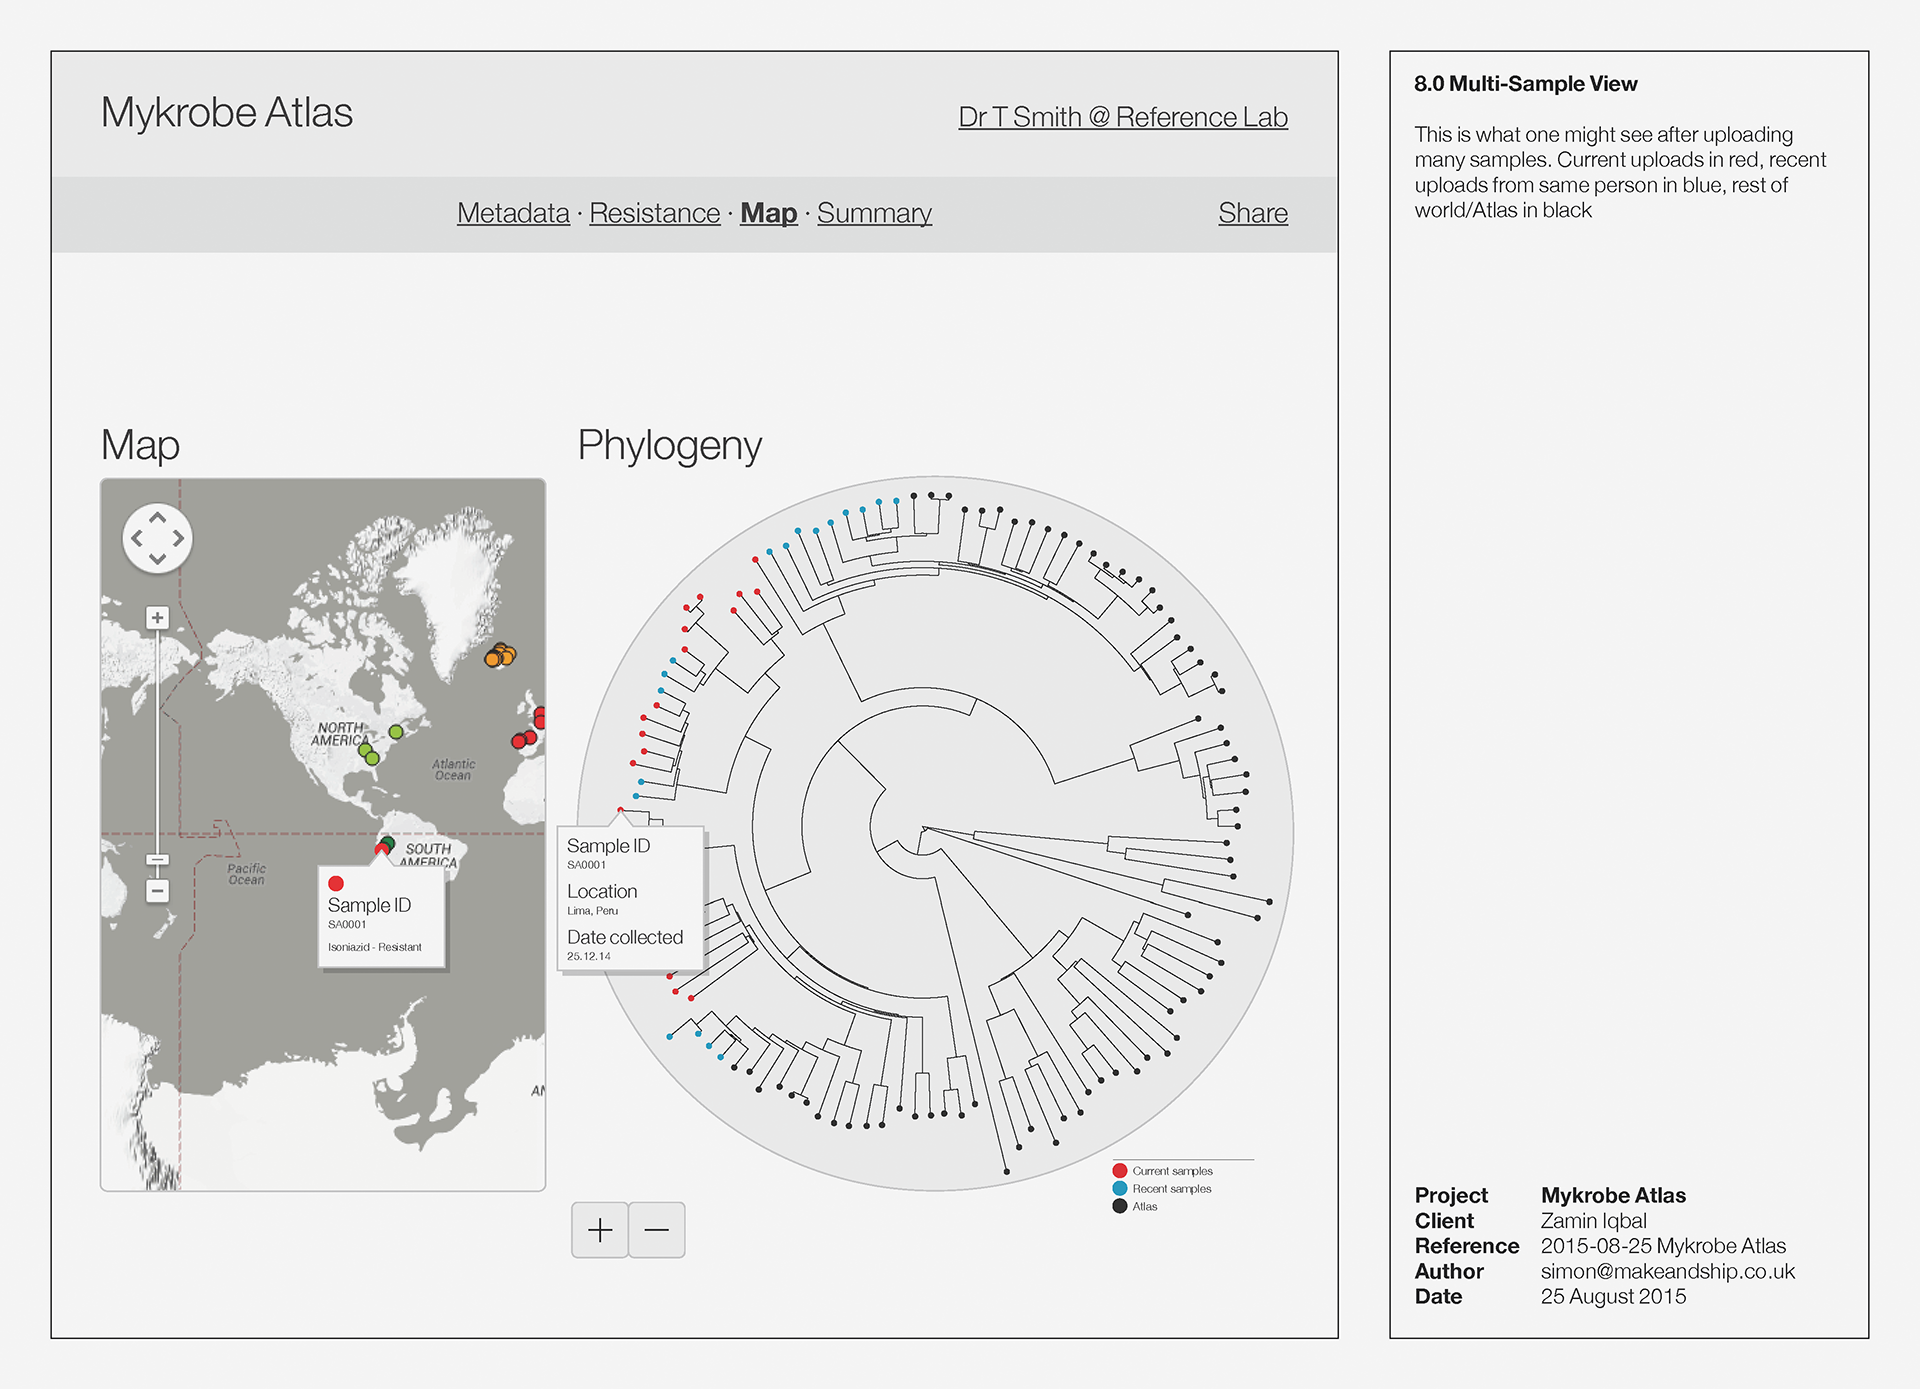 Mykrobe Atlas
Dr T Smith @ Reference Lab
Metadata · Resistance · Map · Summary
Share
Map
NORTH
AMERICA
Atlantic
Ocean
Pacific
Ocean
SOUTH
AMERICA
AN
Sample ID
SA0001
Isoniazid - Resistant
Phylogeny
Sample ID
SA0001
Location
Lima, Peru
Date collected
25.12.14
Current samples
Recent samples
Atlas
8.0 Multi-Sample View
This is what one might see after uploading
many samples. Current uploads in red, recent
uploads from same person in blue, rest of
world/Atlas in black
Project Mykrobe Atlas
Client Zamin Iqbal
Reference 2015-08-25 Mykrobe Atlas
Author simon@makeandship.co.uk
Date 25 August 2015